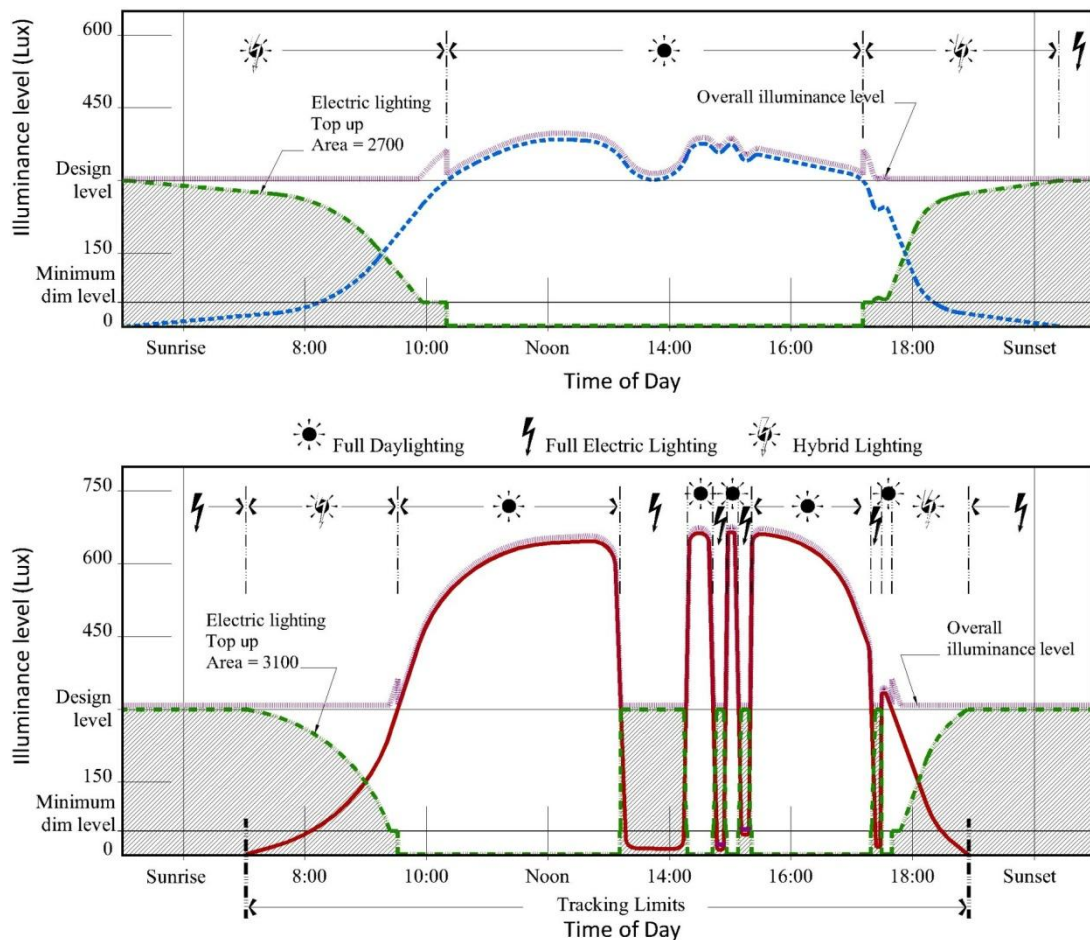 Illuminance level (Lux)
600
450
Design
level
150
Minimum
dim level
0
Electric lighting
Top up
Area = 2700
Overall illuminance level
Sunrise
8:00
10:00
Noon
14:00
16:00
18:00
Sunset
Time of Day
Full Daylighting
Full Electric Lighting
Hybrid Lighting
Illuminance level (Lux)
750
600
450
Design
level
150
Minimum
dim level
0
Electric lighting
Top up
Area = 3100
Overall
illuminance level
Sunrise
8:00
10:00
Noon
14:00
16:00
18:00
Sunset
Tracking Limits
Time of Day